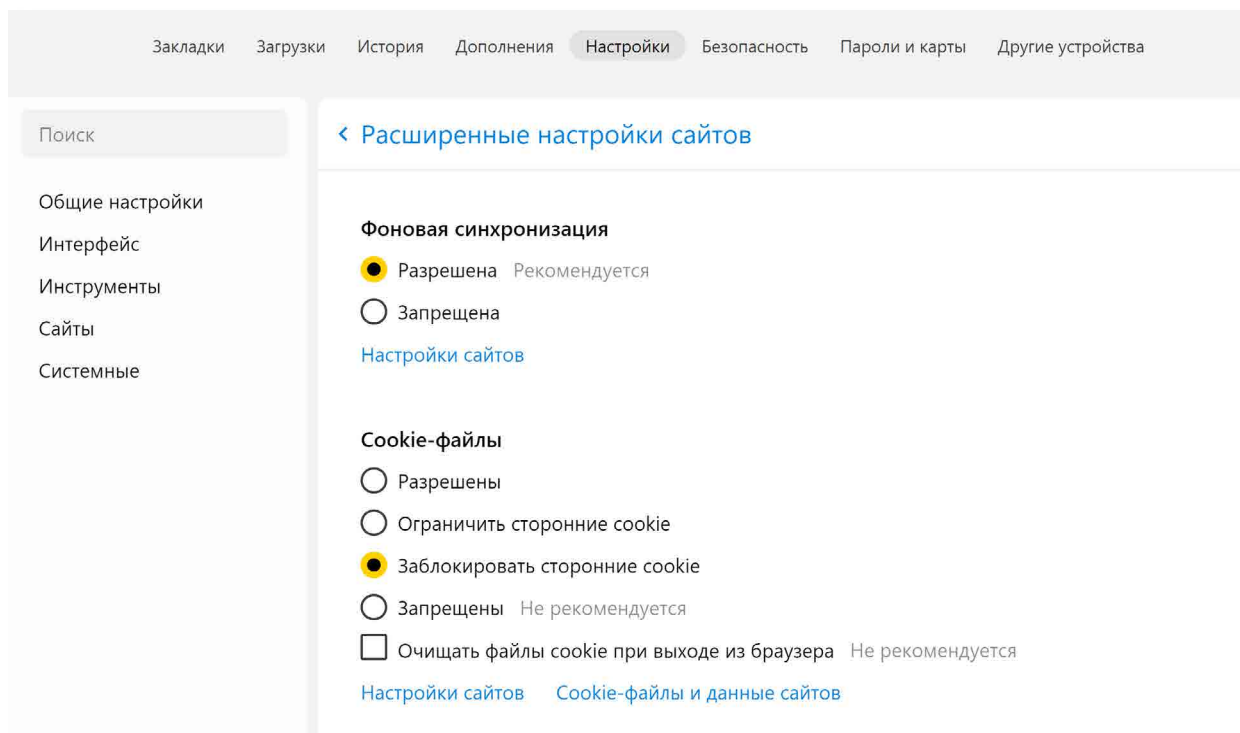 Закладки Загрузки История Дополнения Настройки Безопасность Пароли и карты Другие устройства
Поиск
Общие настройки
Интерфейс
Инструменты
Сайты
Системные
Расширенные настройки сайтов
Фоновая синхронизация
Разрешена Рекомендуется
Запрещена
Настройки сайтов
Cookie-файлы
Разрешены
Ограничить сторонние cookie
Заблокировать сторонние cookie
Запрещены Не рекомендуется
Очищать файлы cookie при выходе из браузера Не рекомендуется
Настройки сайтов Cookie-файлы и данные сайтов